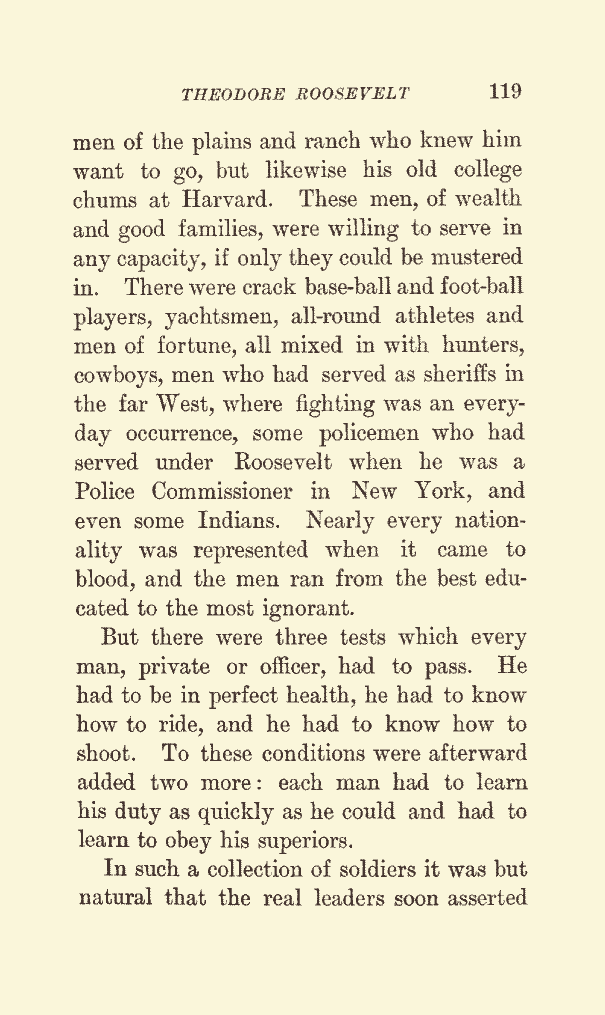 THEODORE ROOSEVELT 119
men of the plains and ranch who knew him
want to go, but likewise his old college
chums at Harvard. These men, of wealth
and good families, were willing to serve in
any capacity, if only they could be mustered
in. There were crack base-ball and foot-ball
players, yachtsmen, all-round athletes and
men of fortune, all mixed in with hunters,
cowboys, men who had served as sheriffs in
the far West, where fighting was an every-
day occurrence, some policemen who had
served under Roosevelt when he was a
Police Commissioner in New York, and
even some Indians. Nearly every nation-
ality was represented when it came to
blood, and the men ran from the best edu-
cated to the most ignorant.
But there were three tests which every
man, private or officer, had to pass. He
had to be in perfect health, he had to know
how to ride, and he had to know how to
shoot. To these conditions were afterward
added two more: each man had to learn
his duty as quickly as he could and had to
learn to obey his superiors.
In such a collection of soldiers it was but
natural that the real leaders soon asserted